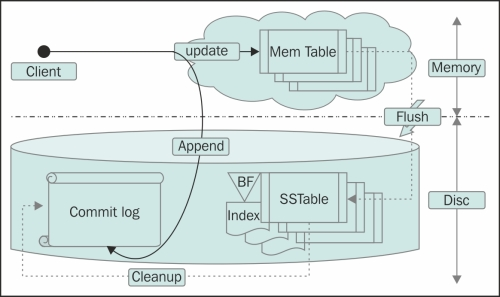 update
Mem Table
Client
Memory
Flush
Append
BF
SSTable
Index
Commit log
Disc
Cleanup